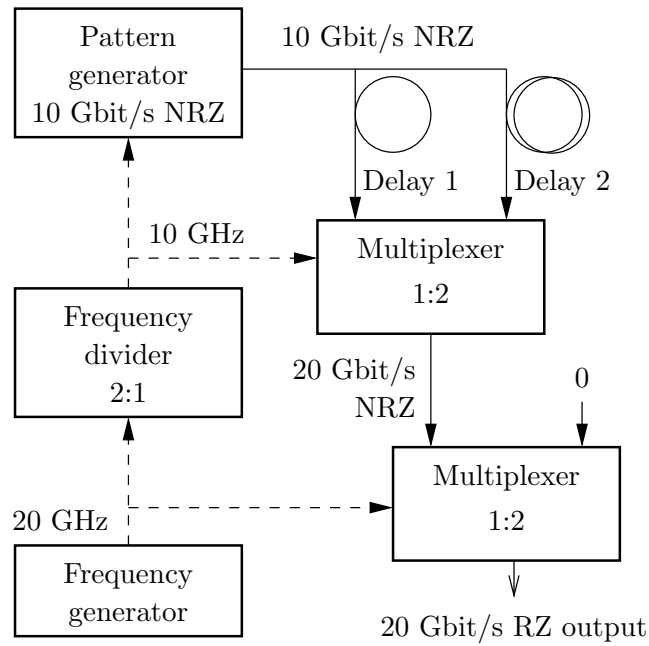 Pattern
generator
10 Gbit/s NRZ
10 Gbit/s NRZ
Delay 1
Delay 2
10 GHz
Multiplexer
1:2
Frequency
divider
2:1
20 Gbit/s
NRZ
0
Multiplexer
1:2
20 GHz
Frequency
generator
20 Gbit/s RZ output